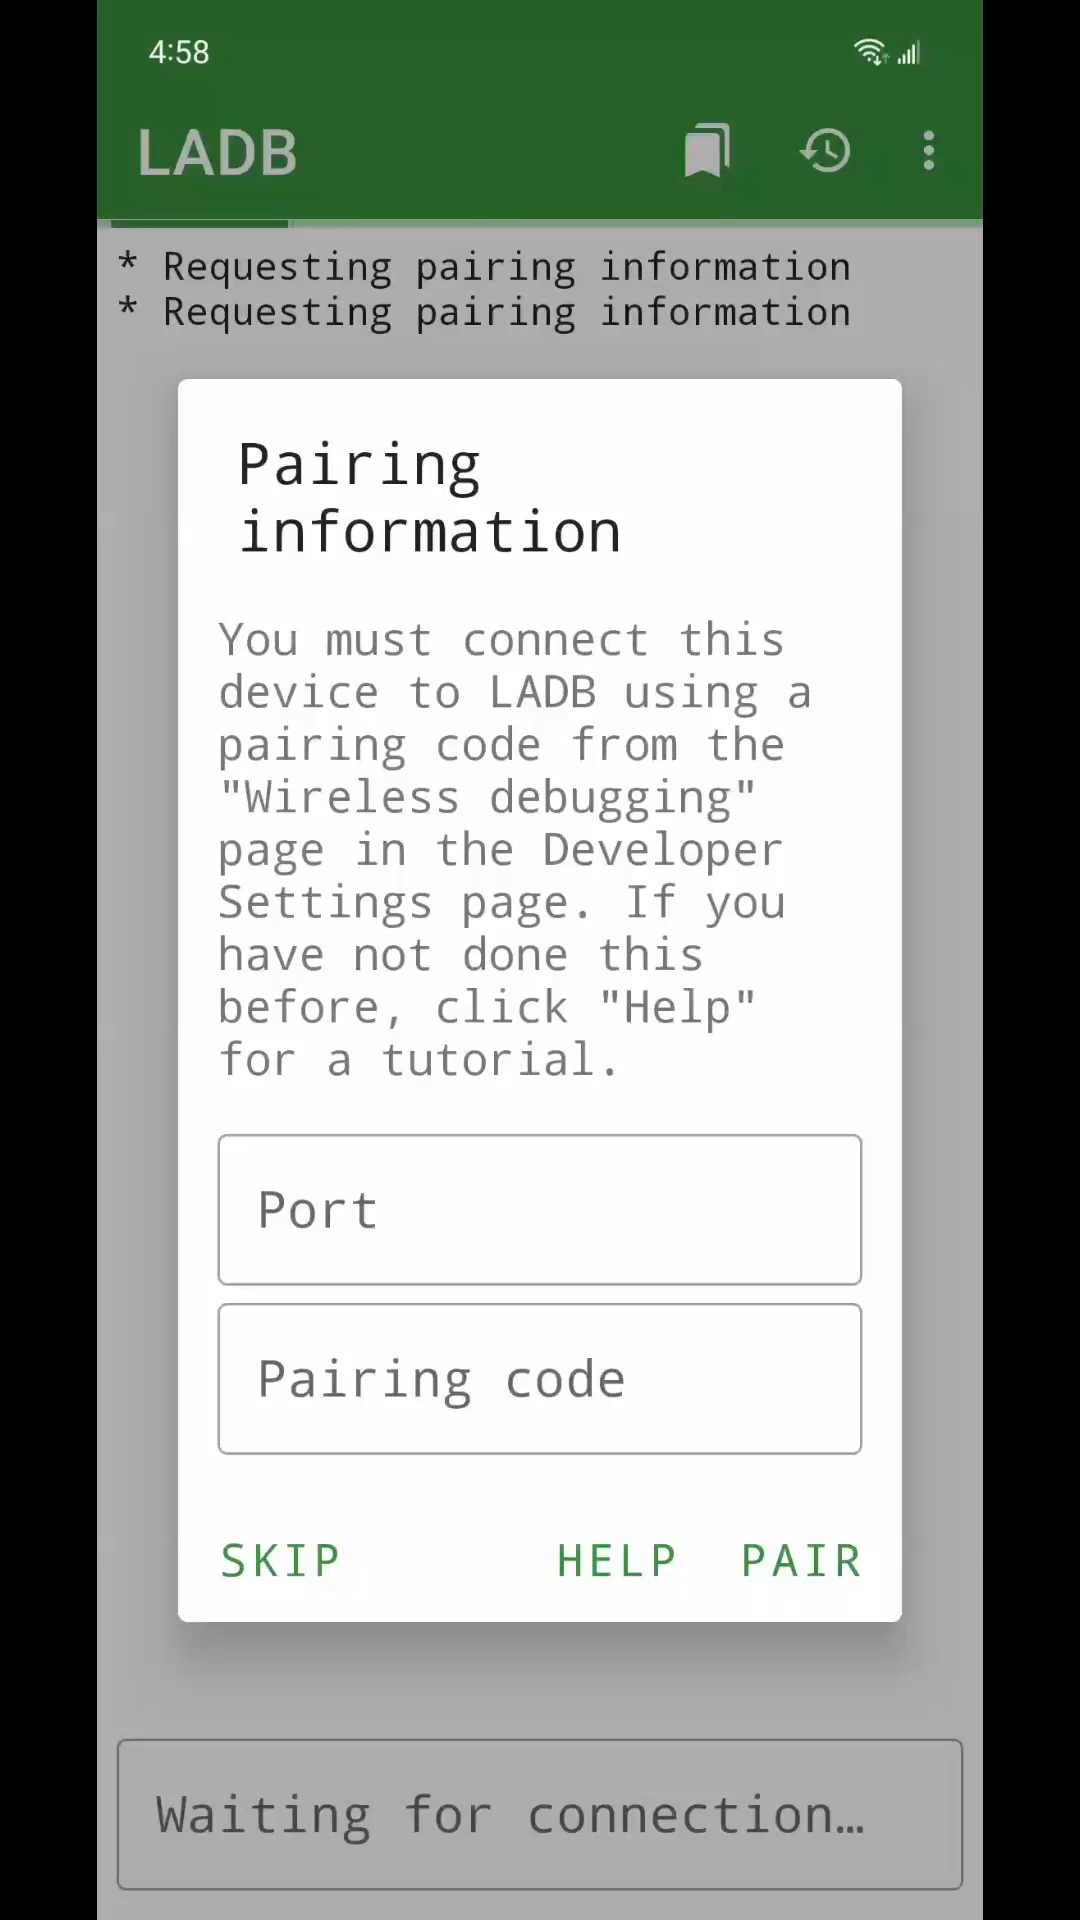 4:58
LADB
* Requesting pairing information
* Requesting pairing information
Pairing
information
You must connect this
device to LADB using a
pairing code from the
"Wireless debugging"
page in the Developer
Settings page. If you
have not done this
before, click "Help"
for a tutorial.
Port
Pairing code
SKIP HELP PAIR
Waiting for connection…